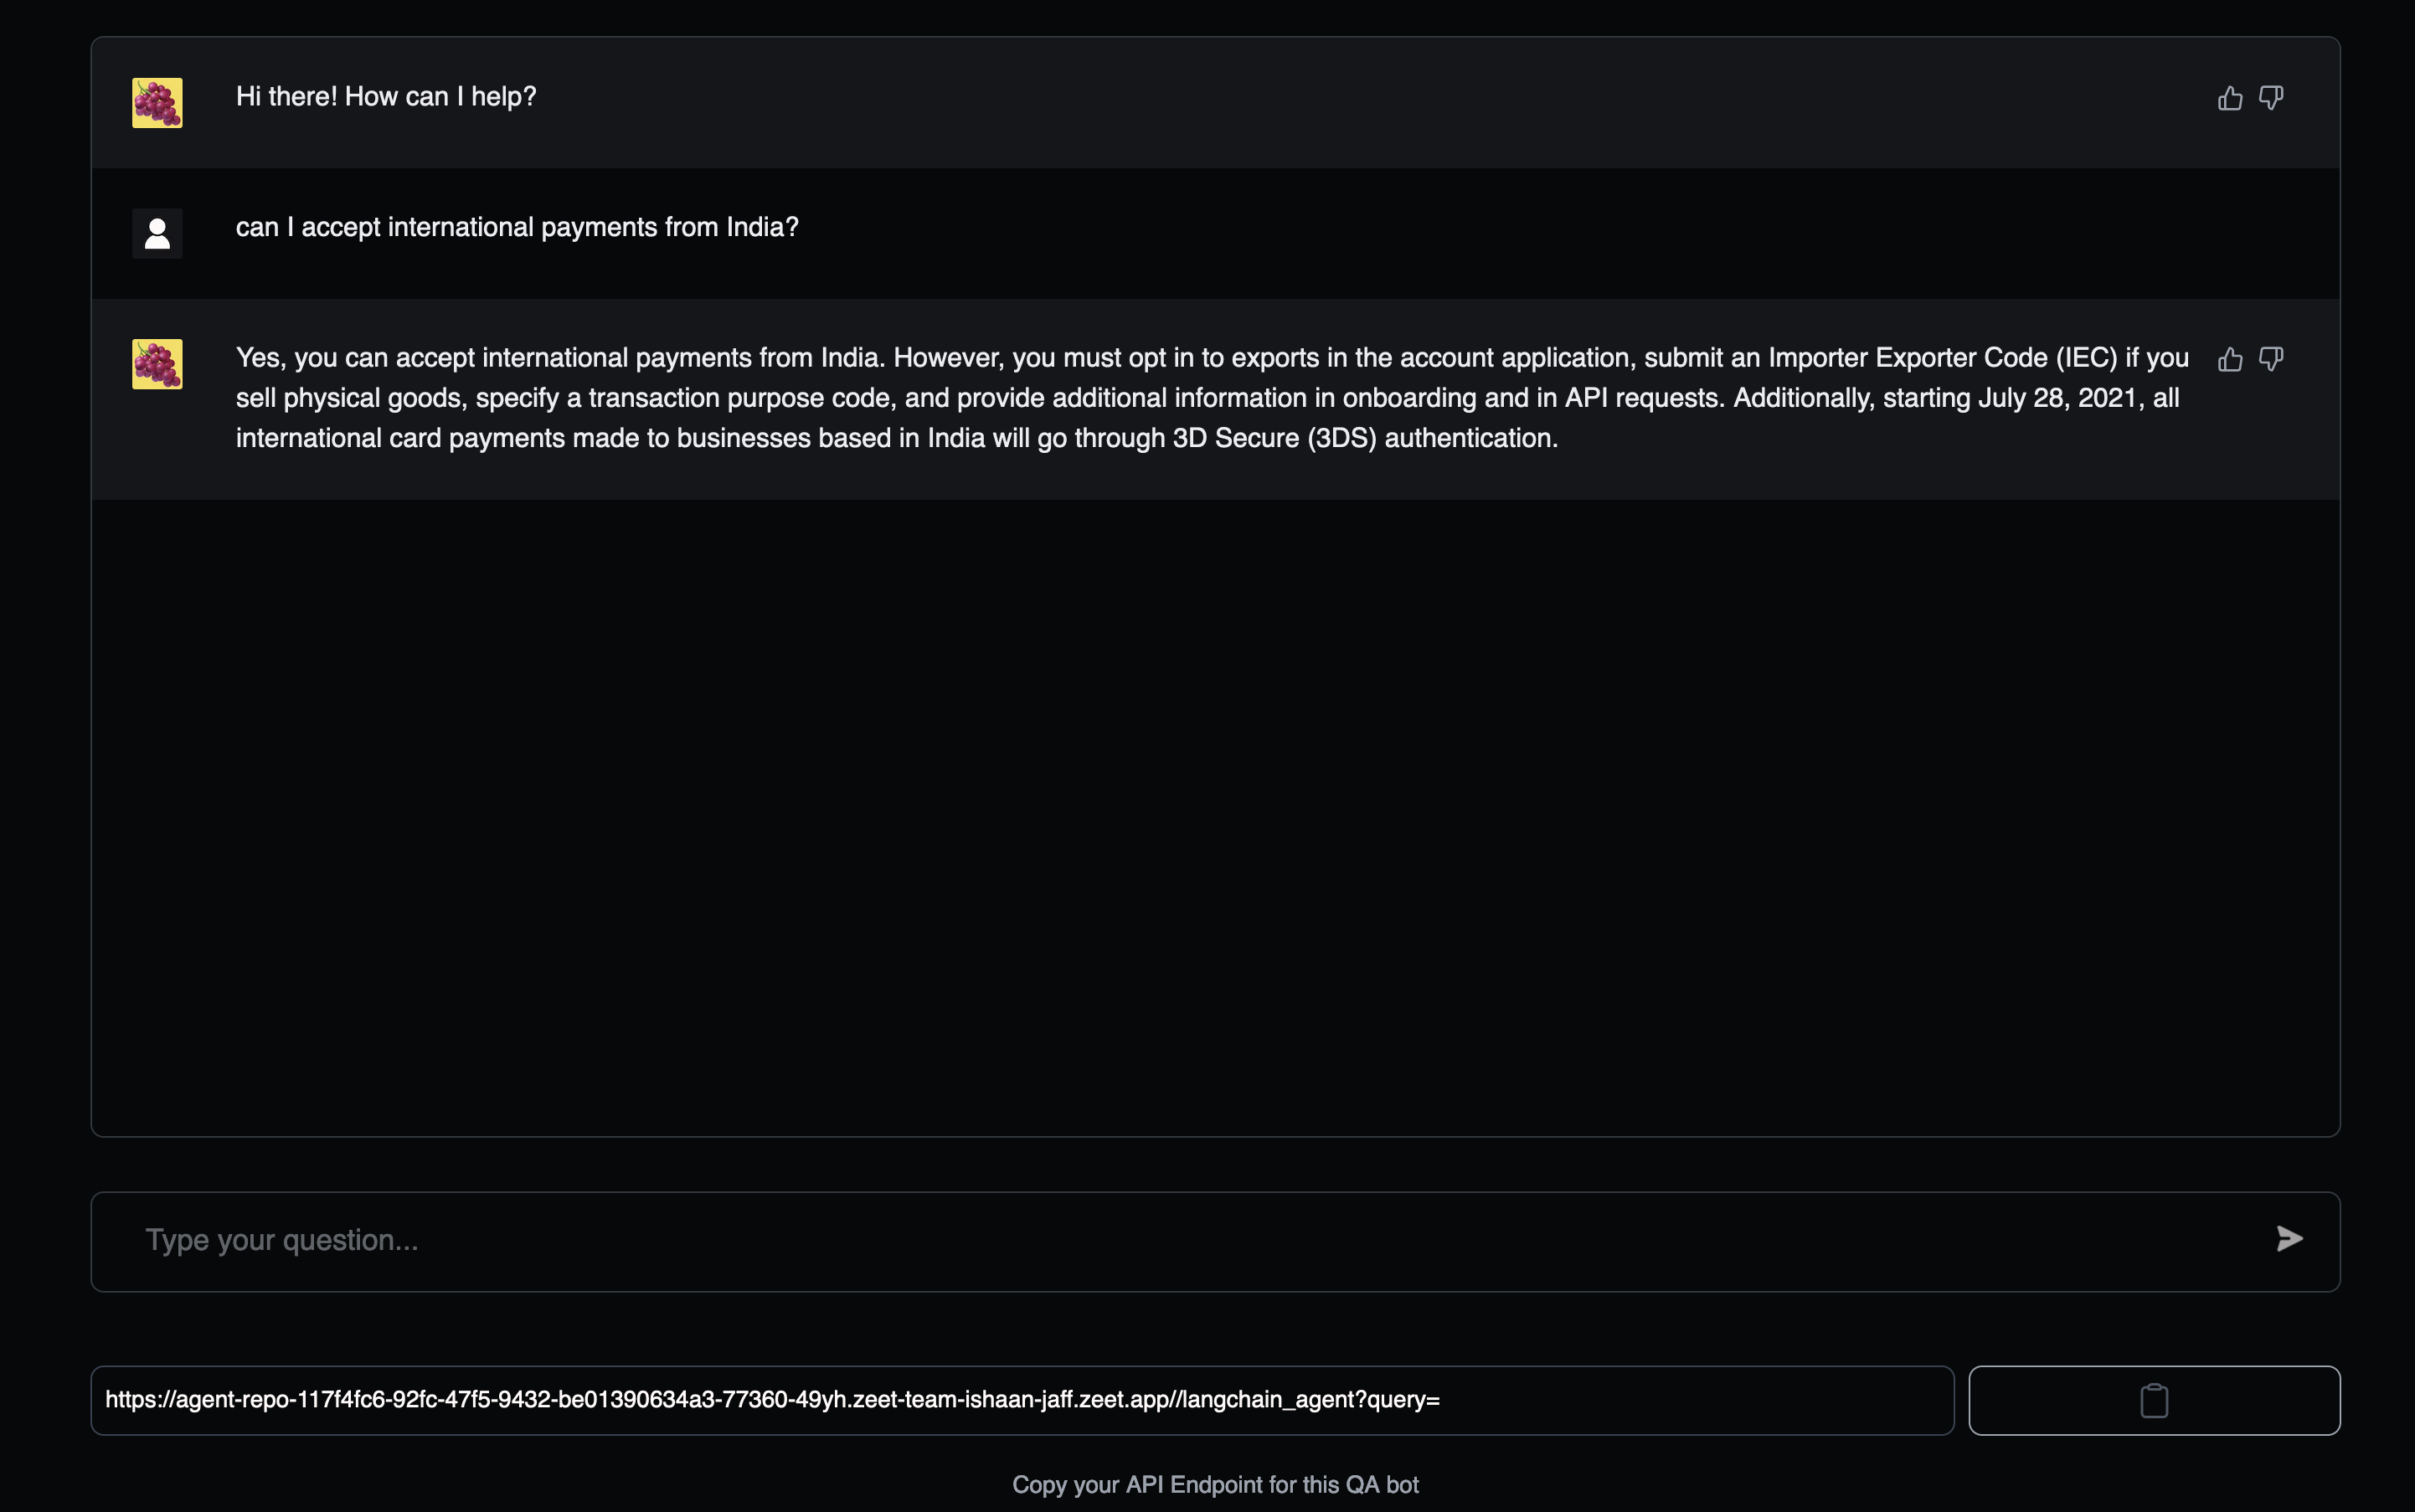 Hi there! How can I help?
can I accept international payments from India?
Yes, you can accept international payments from India. However, you must opt in to exports in the account application, submit an Importer Exporter Code (IEC) if you
sell physical goods, specify a transaction purpose code, and provide additional information in onboarding and in API requests. Additionally, starting July 28, 2021, all
international card payments made to businesses based in India will go through 3D Secure (3DS) authentication.
Type your question...
https://agent-repo-117f4fc6-92fc-47f5-9432-be01390634a3-77360-49yh.zeet-team-ishaan-jaff.zeet.app//langchain_agent?query=
Copy your API Endpoint for this QA bot